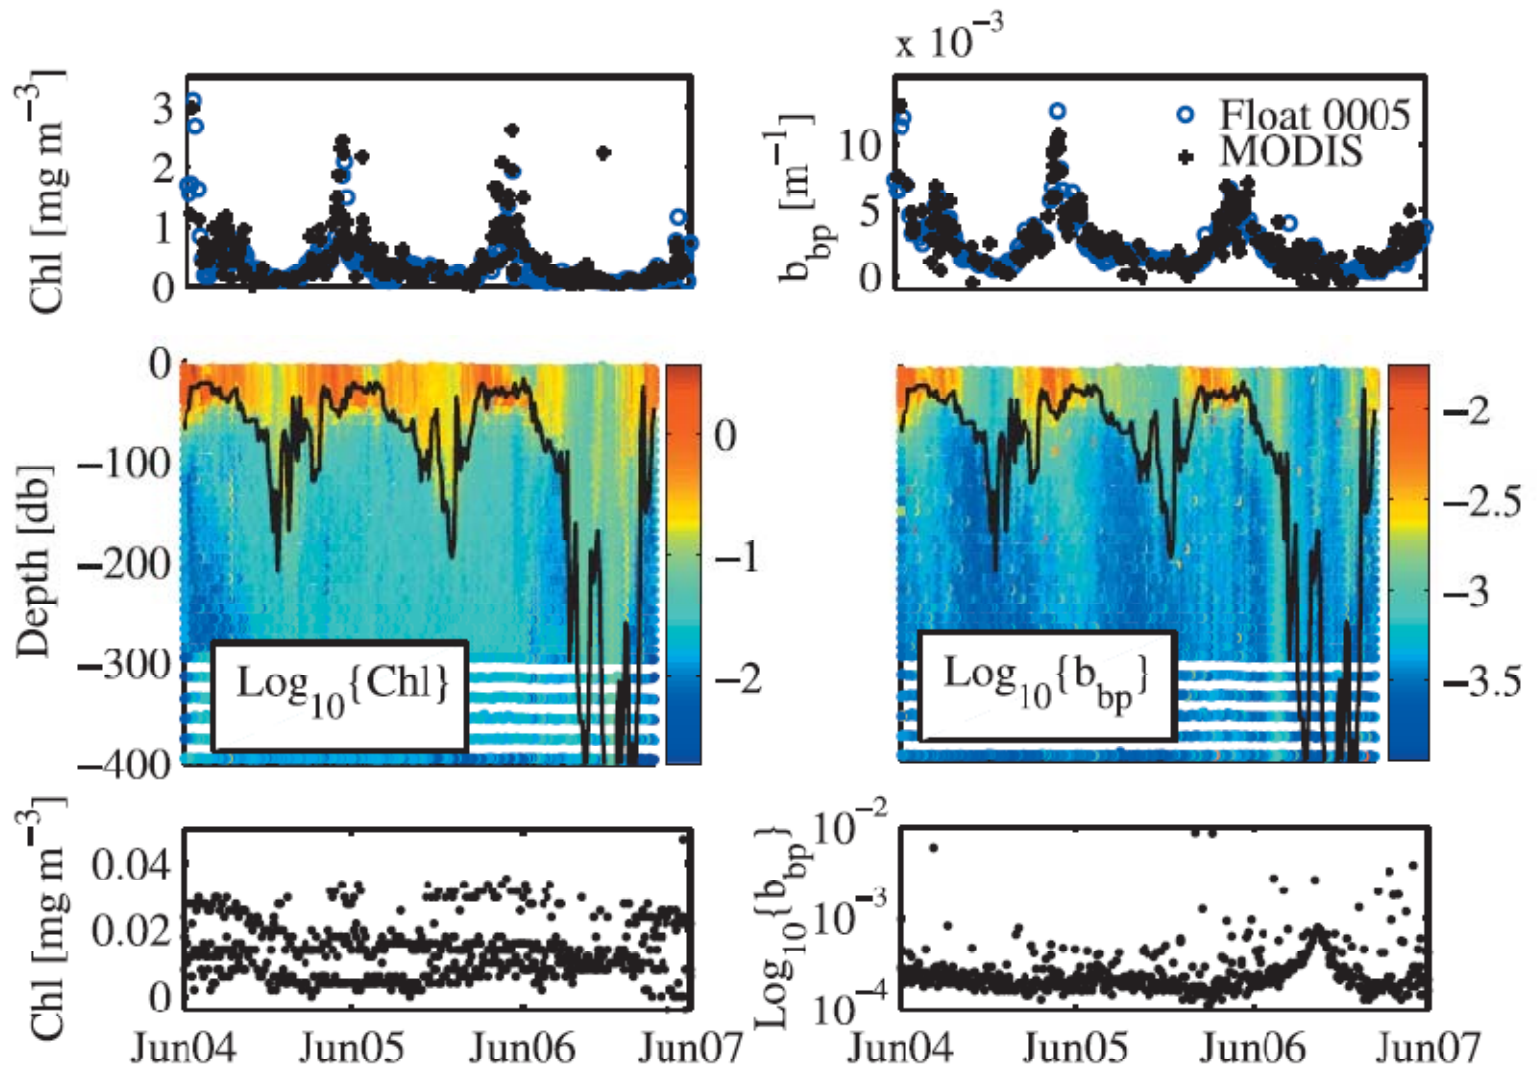 x 10−3
Chl [mg m−3]
3
2
1
0
bbp [m−1]
10
5
0
Float 0005
MODIS
Depth [db]
0
−100
−200
−300
−400
Log10{Chl}
0
−1
−2
Log10{bbp}
−2
−2.5
−3
−3.5
Chl [mg m−3]
0.04
0.02
0
Log10{bbp}
10−2
10−3
10−4
Jun04 Jun05 Jun06 Jun07
Jun04 Jun05 Jun06 Jun07